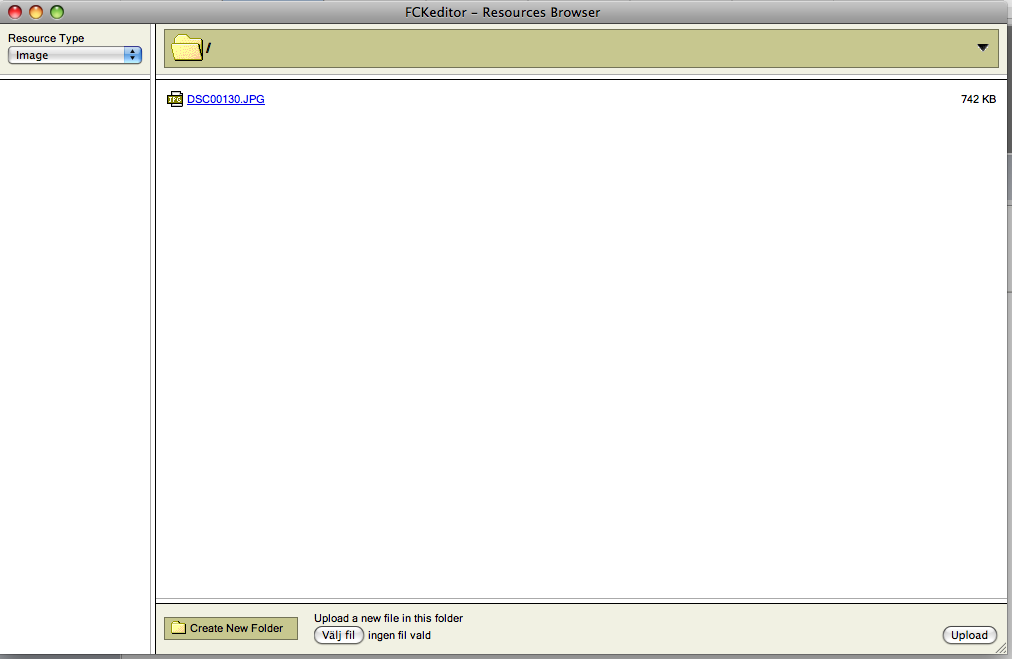 FCKeditor - Resources Browser
Resource Type
Image
/
JPG DSC00130.JPG 742 KB
Create New Folder
Upload a new file in this folder
Välj fil ingen fil vald
Upload